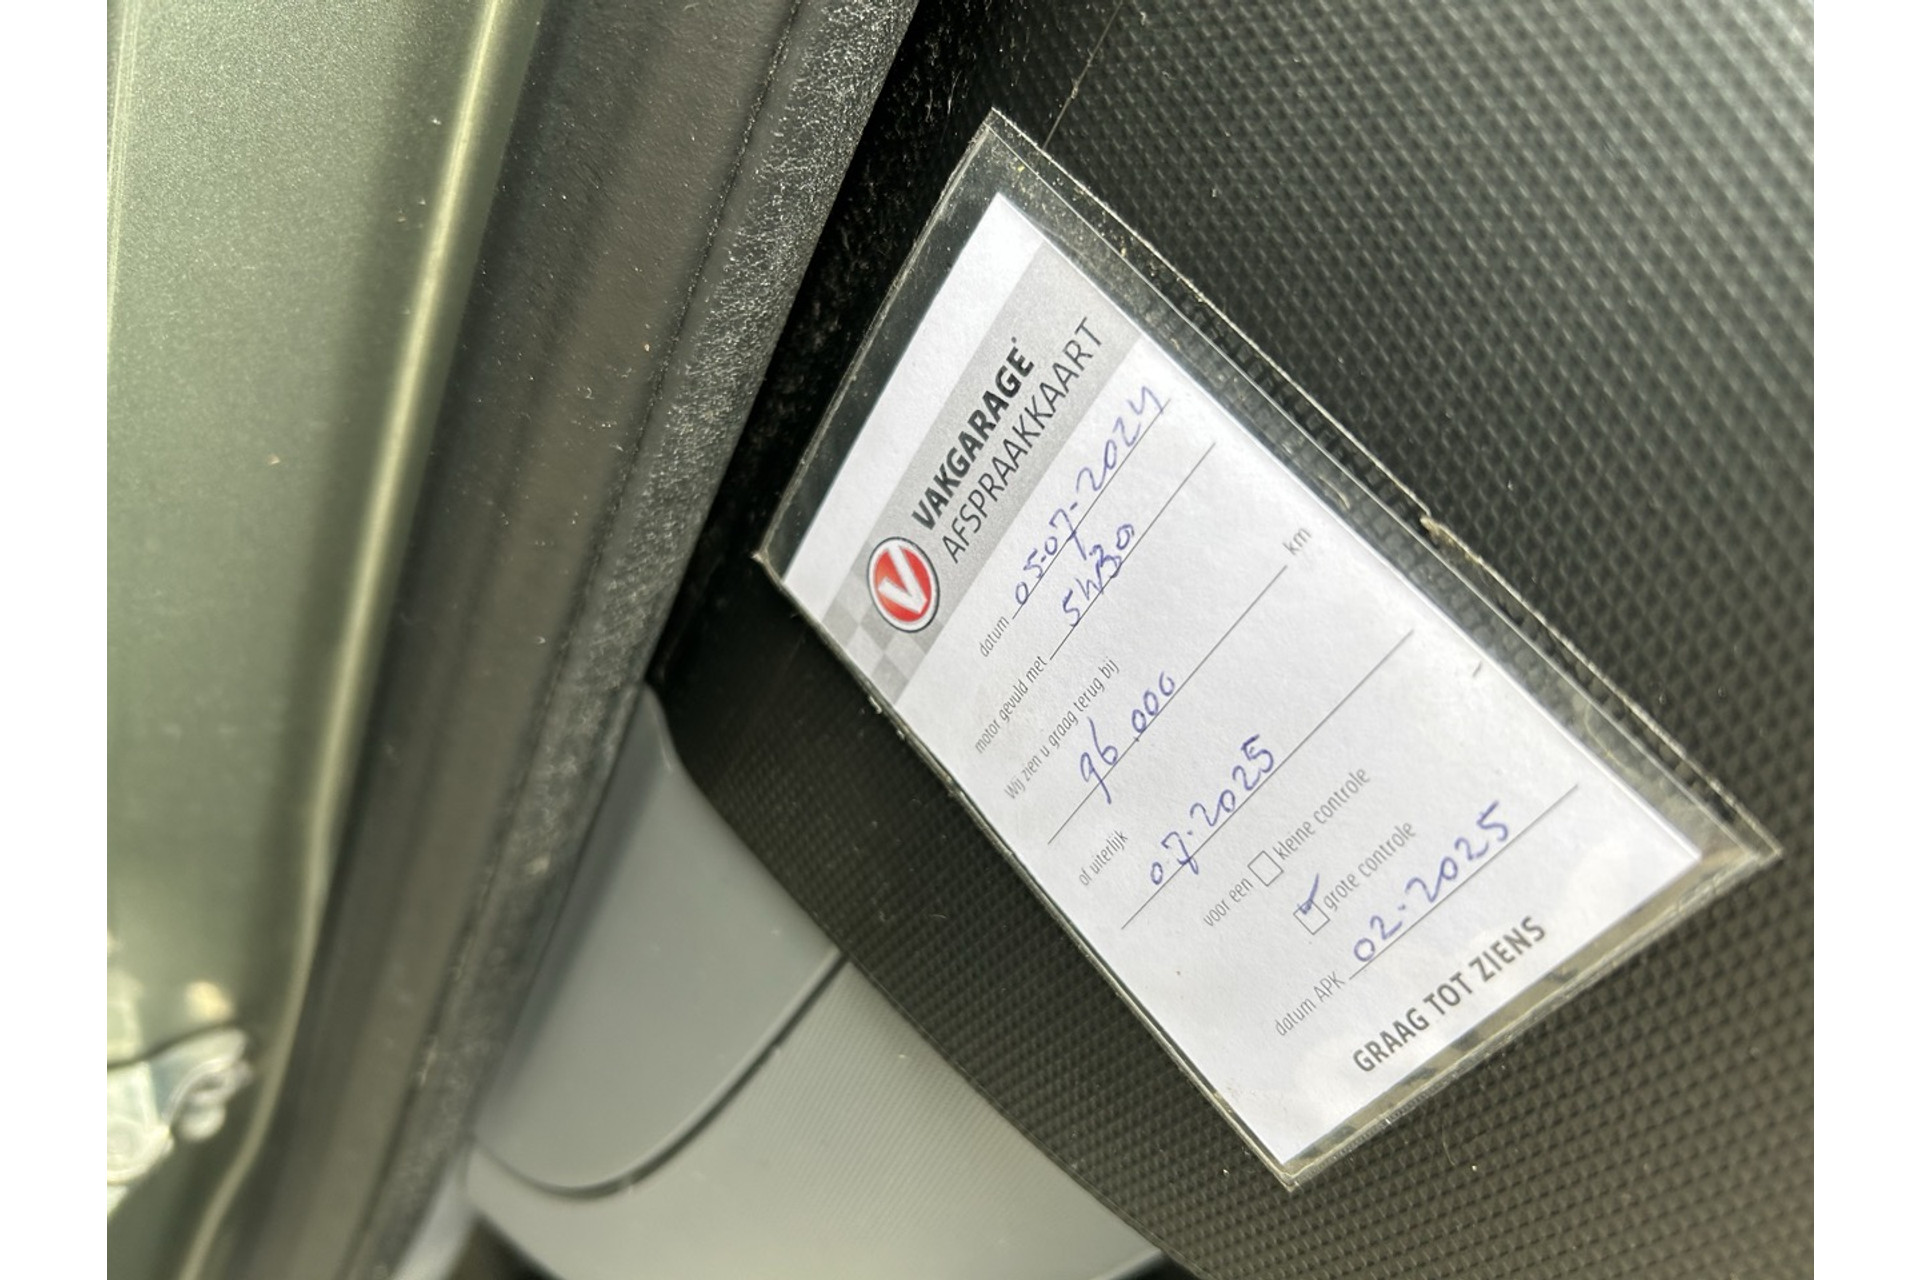 VAKGARAGE
AFSPRAAKKAART
datum 05-07-2024
motor gevuld met 5W30
Wij zien u graag terug bij
96.000 km
of uiterlijk
07-2025
voor een kleine controle
grote controle
datum APK 02-2025
GRAAG TOT ZIENS